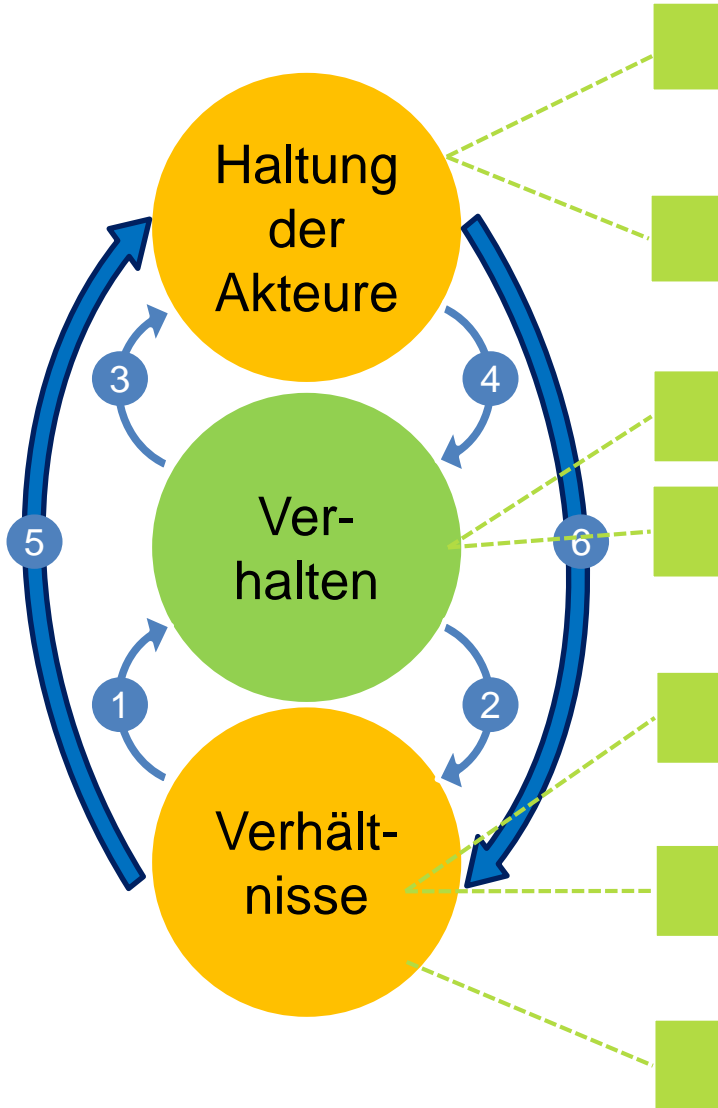 Haltung
der
Akteure
3
4
Ver-
halten
5
6
1
2
Verhält-
nisse